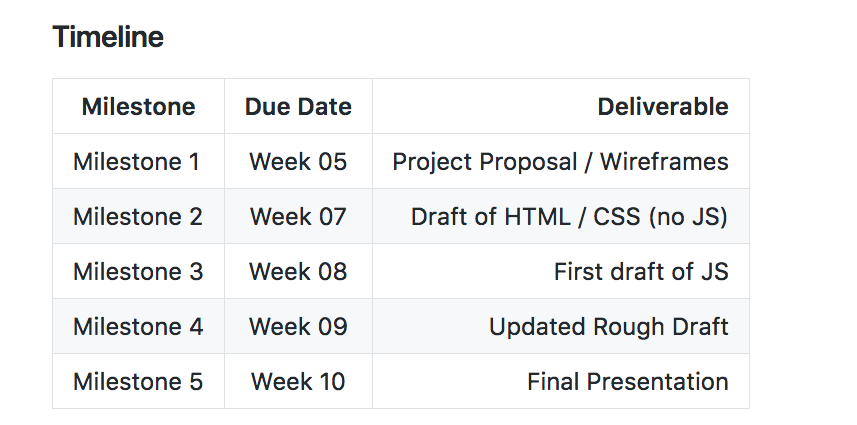 Timeline
Milestone Due Date Deliverable
Milestone 1 Week 05 Project Proposal / Wireframes
Milestone 2 Week 07 Draft of HTML / CSS (no JS)
Milestone 3 Week 08 First draft of JS
Milestone 4 Week 09 Updated Rough Draft
Milestone 5 Week 10 Final Presentation